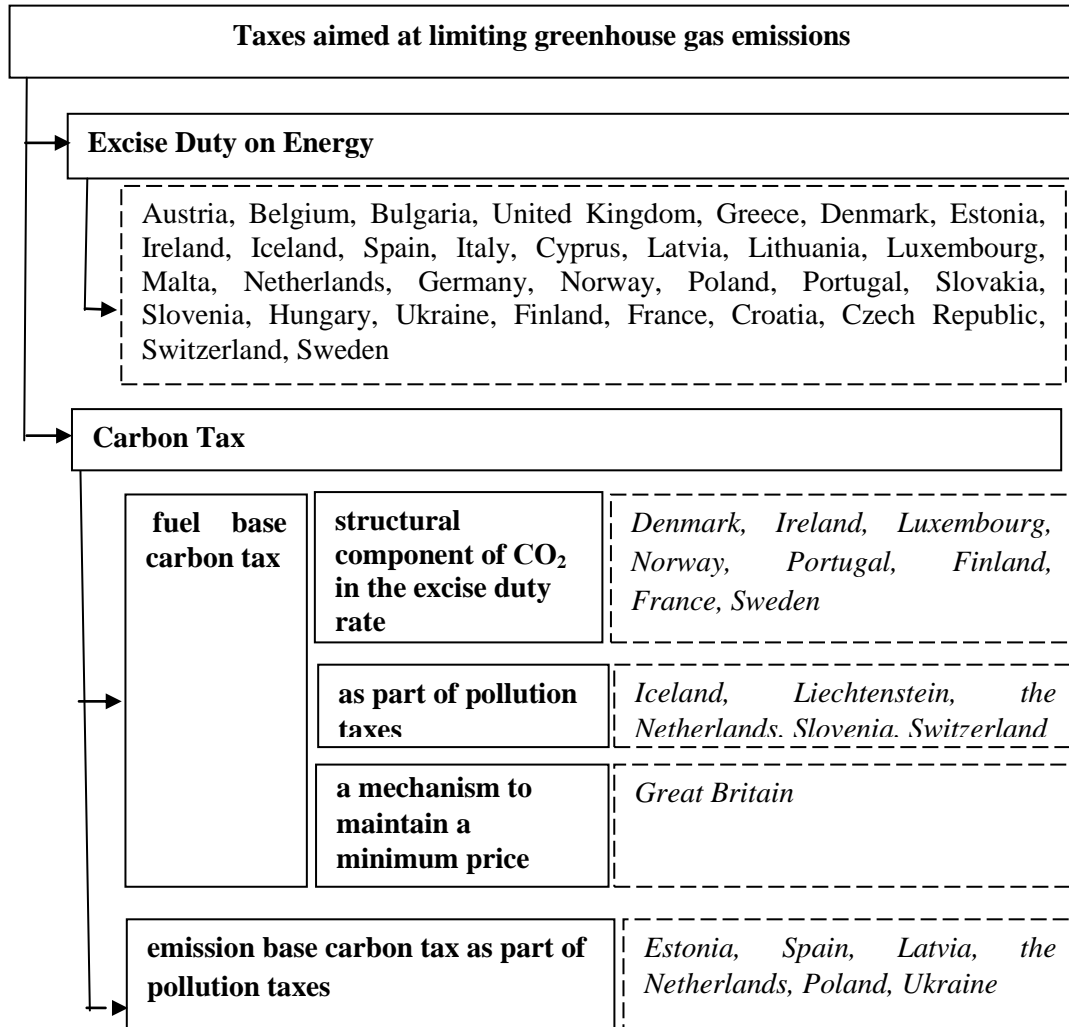 Taxes aimed at limiting greenhouse gas emissions
Excise Duty on Energy
Austria, Belgium, Bulgaria, United Kingdom, Greece, Denmark, Estonia,
Ireland, Iceland, Spain, Italy, Cyprus, Latvia, Lithuania, Luxembourg,
Malta, Netherlands, Germany, Norway, Poland, Portugal, Slovakia,
Slovenia, Hungary, Ukraine, Finland, France, Croatia, Czech Republic,
Switzerland, Sweden
Carbon Tax
fuel base
carbon tax
structural
component of CO₂
in the excise duty
rate
Denmark, Ireland, Luxembourg,
Norway, Portugal, Finland,
France, Sweden
as part of pollution
taxes
Iceland, Liechtenstein, the
Netherlands, Slovenia, Switzerland
a mechanism to
maintain a
minimum price
Great Britain
emission base carbon tax as part of
pollution taxes
Estonia, Spain, Latvia, the
Netherlands, Poland, Ukraine